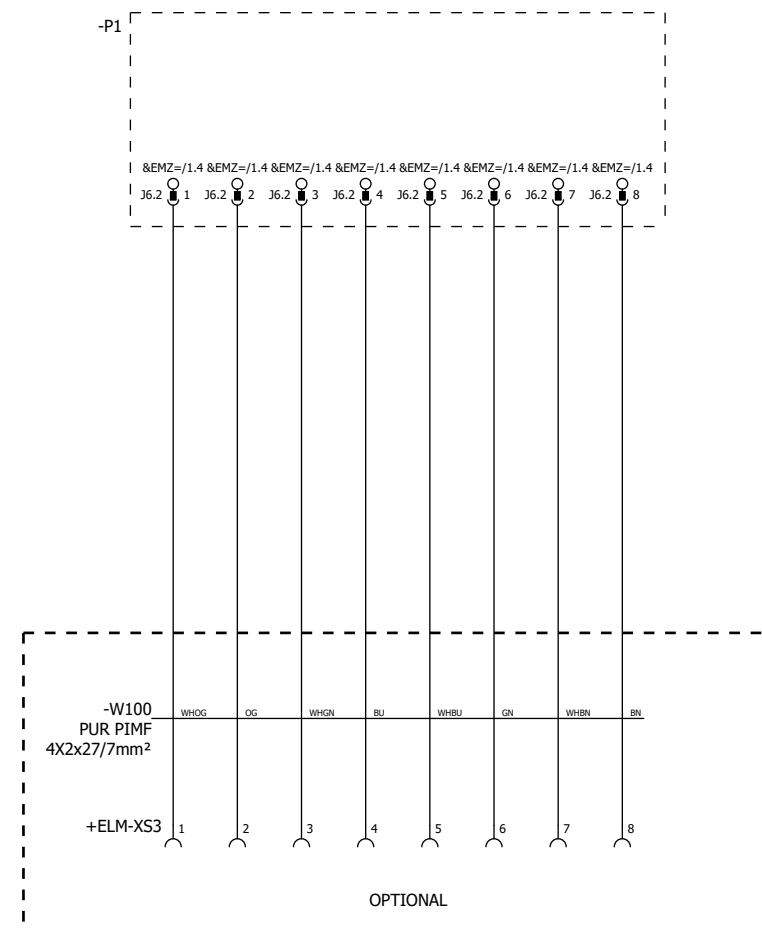 -P1
&EMZ=/1.4 &EMZ=/1.4 &EMZ=/1.4 &EMZ=/1.4 &EMZ=/1.4 &EMZ=/1.4 &EMZ=/1.4 &EMZ=/1.4
J6.2 1 J6.2 2 J6.2 3 J6.2 4 J6.2 5 J6.2 6 J6.2 7 J6.2 8
-W100 WHOG OG WHGN BU WHBU GN WHBN BN
PUR PIMF
4X2x27/7mm²
+ELM-XS3 1 2 3 4 5 6 7 8
OPTIONAL